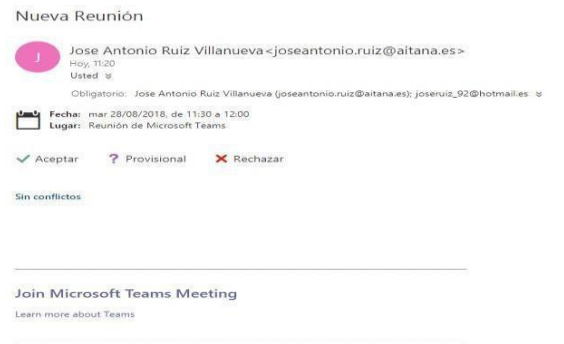 Nueva Reunión
J
Jose Antonio Ruiz Villanueva<joseantonio.ruiz@aitana.es>
Hoy, 11:20
Usted
Obligatorio: Jose Antonio Ruiz Villanueva (joseantonio.ruiz@aitana.es); joseruiz_92@hotmail.es
Fecha: mar 28/08/2018, de 11:30 a 12:00
Lugar: Reunión de Microsoft Teams
Aceptar ? Provisional Rechazar
Sin conflictos
Join Microsoft Teams Meeting
Learn more about Teams